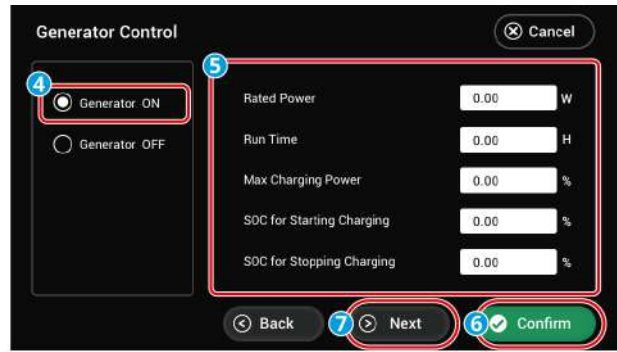 Generator Control
Cancel
4
Generator ON
Generator OFF
5
Rated Power 0.00 W
Run Time 0.00 H
Max Charging Power 0.00 %
SOC for Starting Charging 0.00 %
SOC for Stopping Charging 0.00 %
Back
7 Next
6 Confirm